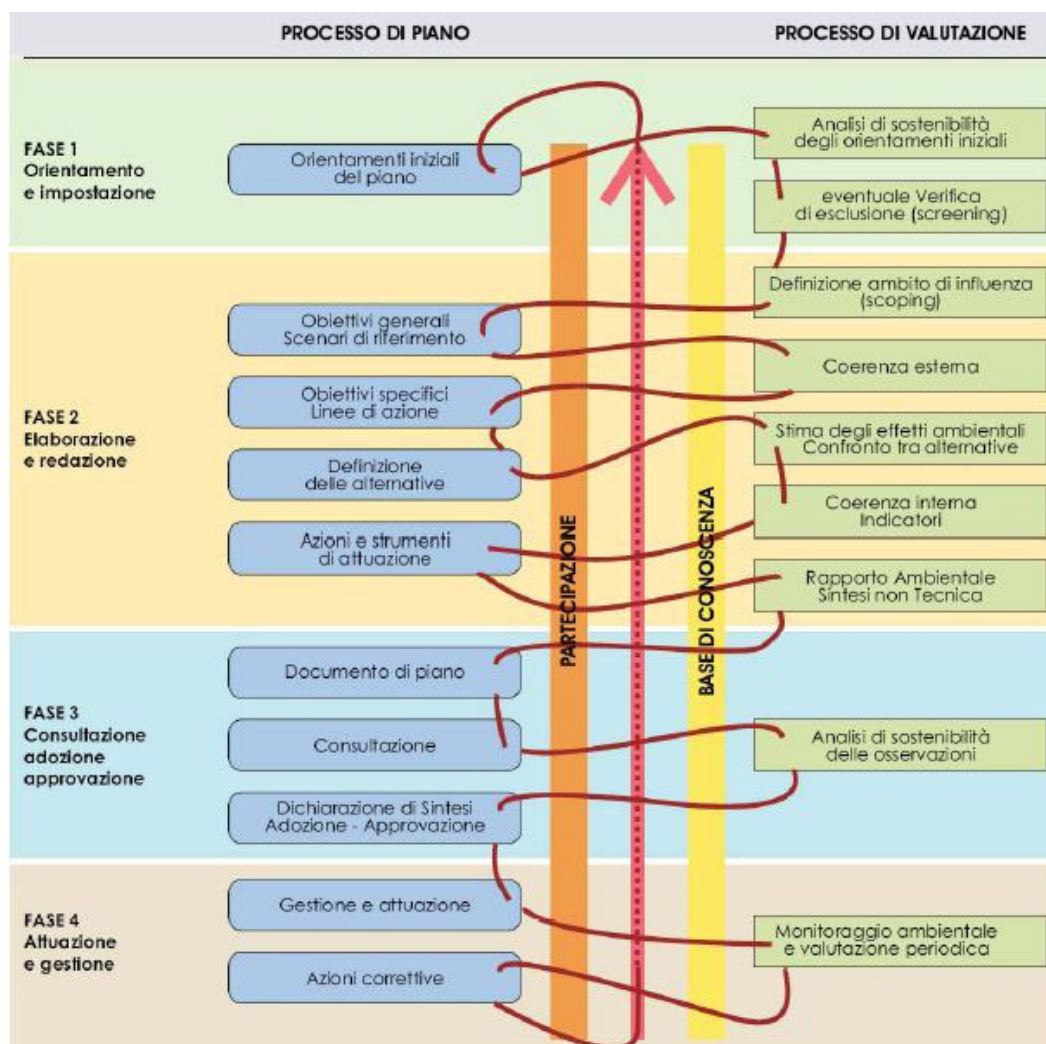 PROCESSO DI PIANO
PROCESSO DI VALUTAZIONE
FASE 1
Orientamento
e impostazione
Orientamenti iniziali
del piano
Analisi di sostenibilità
degli orientamenti iniziali
eventuale Verifica
di esclusione (screening)
FASE 2
Elaborazione
e redazione
Obiettivi generali
Scenari di riferimento
Obiettivi specifici
Linee di azione
Definizione
delle alternative
Azioni e strumenti
di attuazione
PARTECIPAZIONE
BASE DI CONOSCENZA
Definizione ambito di influenza
(scoping)
Coerenza esterna
Stima degli effetti ambientali
Confronto tra alternative
Coerenza interna
Indicatori
Rapporto Ambientale
Sintesi non Tecnica
FASE 3
Consultazione
adozione
approvazione
Documento di piano
Consultazione
Dichiarazione di Sintesi
Adozione - Approvazione
Analisi di sostenibilità
delle osservazioni
FASE 4
Attuazione
e gestione
Gestione e attuazione
Azioni correttive
Monitoraggio ambientale
e valutazione periodica